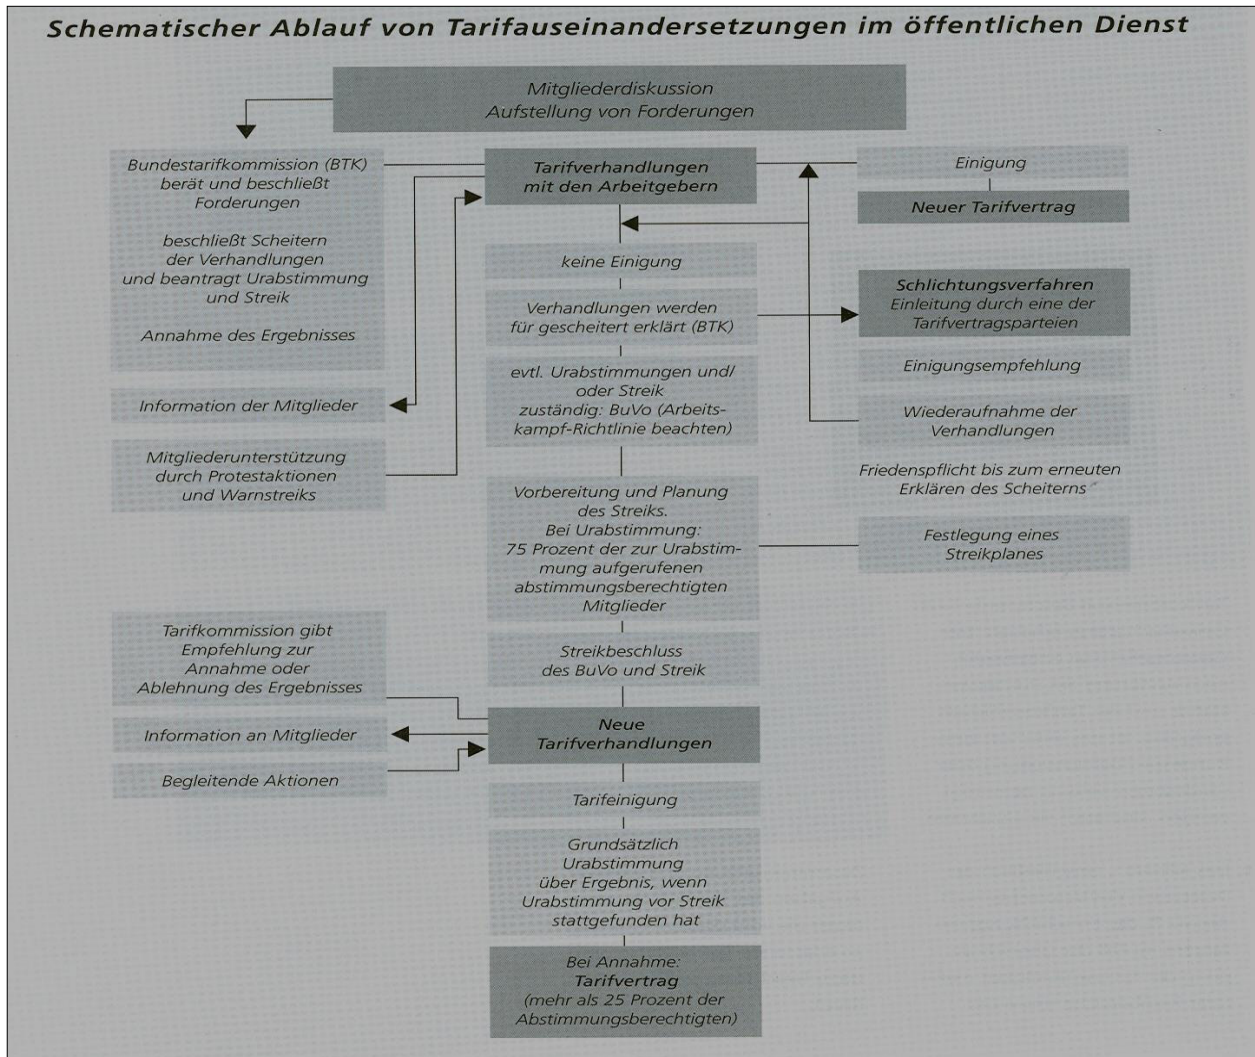 Schematischer Ablauf von Tarifauseinandersetzungen im öffentlichen Dienst
Mitgliederdiskussion
Aufstellung von Forderungen
Bundestarifkommission (BTK)
berät und beschließt
Forderungen
beschließt Scheitern
der Verhandlungen
und beantragt Urabstimmung
und Streik
Annahme des Ergebnisses
Information der Mitglieder
Mitgliederunterstützung
durch Protestaktionen
und Warnstreiks
Tarifverhandlungen
mit den Arbeitgebern
keine Einigung
Verhandlungen werden
für gescheitert erklärt (BTK)
evtl. Urabstimmungen und/
oder Streik
zuständig: BuVo (Arbeits-
kampf-Richtlinie beachten)
Vorbereitung und Planung
des Streiks.
Bei Urabstimmung:
75 Prozent der zur Urabstim-
mung aufgerufenen
abstimmungsberechtigten
Mitglieder
Streikbeschluss
des BuVo und Streik
Einigung
Neuer Tarifvertrag
Schlichtungsverfahren
Einleitung durch eine der
Tarifvertragsparteien
Einigungsempfehlung
Wiederaufnahme der
Verhandlungen
Friedenspflicht bis zum erneuten
Erklären des Scheiterns
Festlegung eines
Streikplanes
Tarifkommission gibt
Empfehlung zur
Annahme oder
Ablehnung des Ergebnisses
Information an Mitglieder
Begleitende Aktionen
Neue
Tarifverhandlungen
Tarifeinigung
Grundsätzlich
Urabstimmung
über Ergebnis, wenn
Urabstimmung vor Streik
stattgefunden hat
Bei Annahme:
Tarifvertrag
(mehr als 25 Prozent der
Abstimmungsberechtigten)